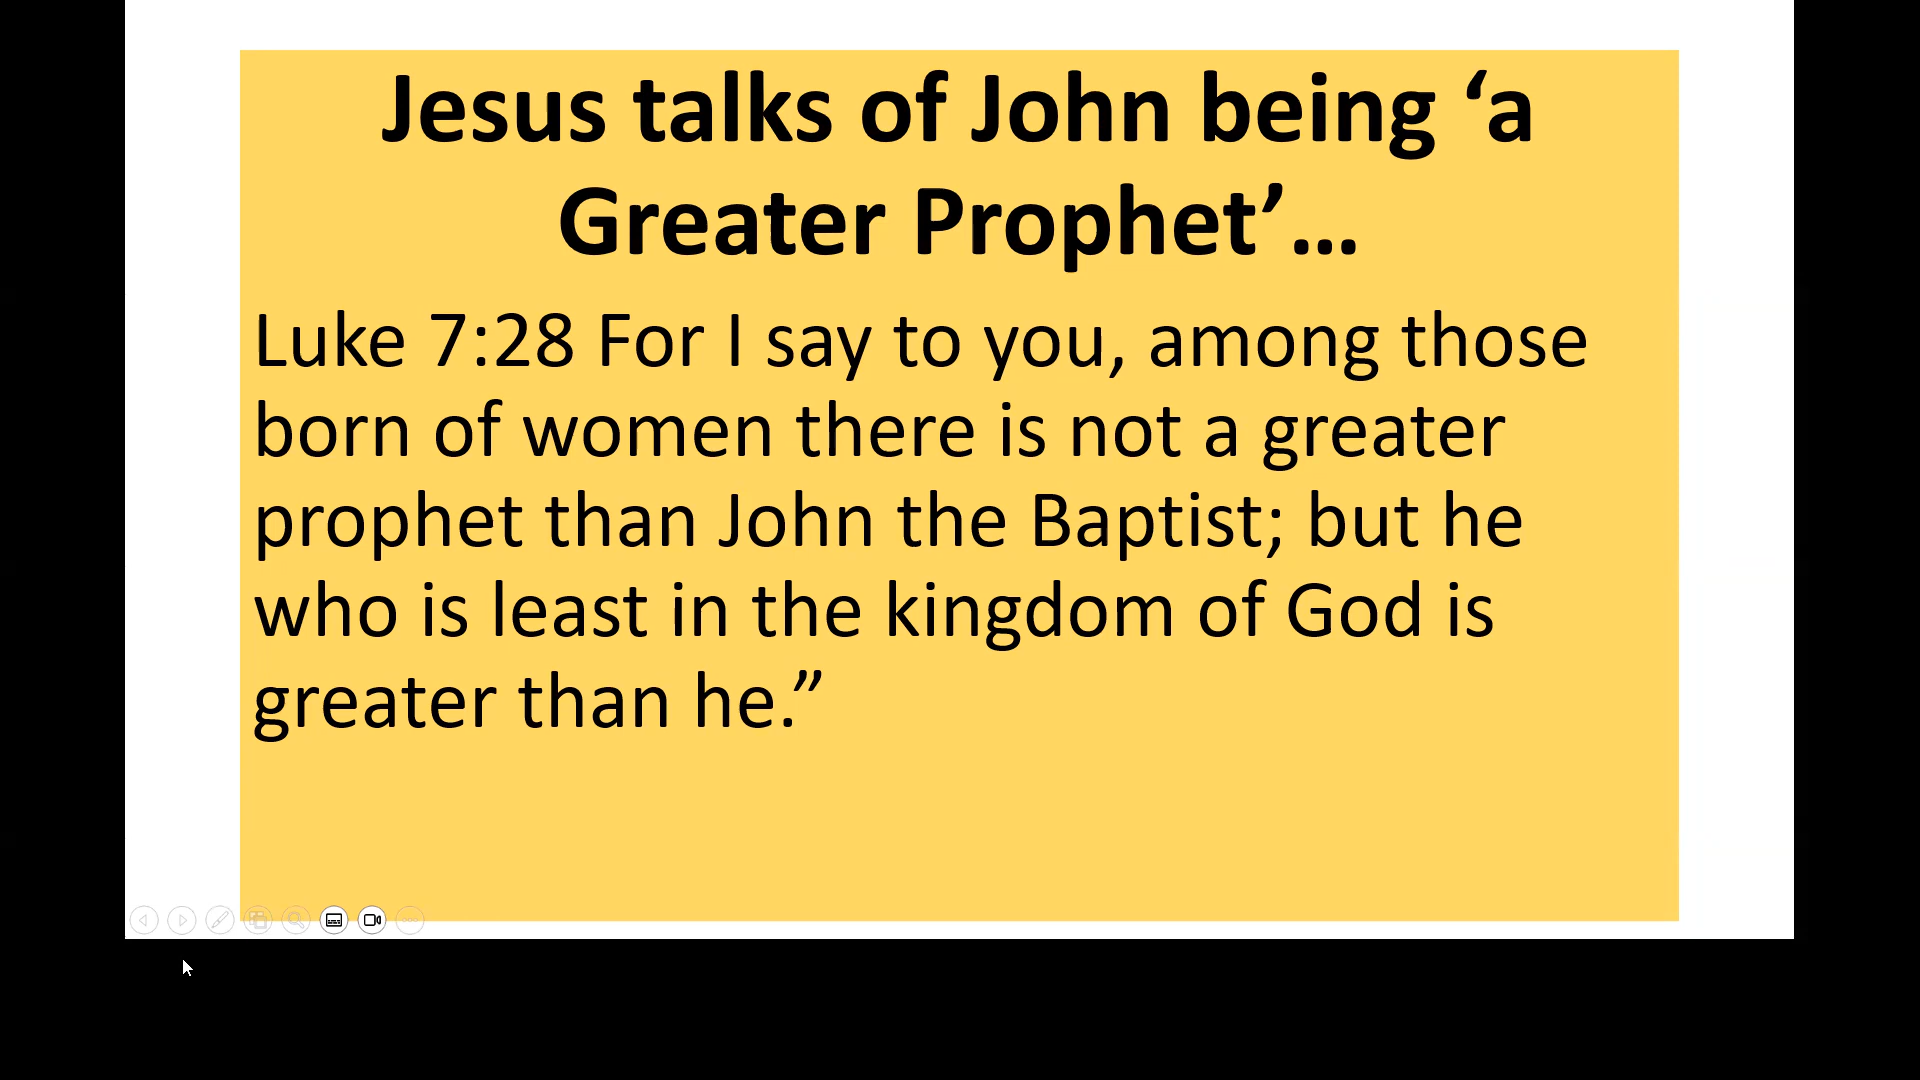 Jesus talks of John being ‘a
Greater Prophet’...
Luke 7:28 For I say to you, among those
born of women there is not a greater
prophet than John the Baptist; but he
who is least in the kingdom of God is
greater than he.”